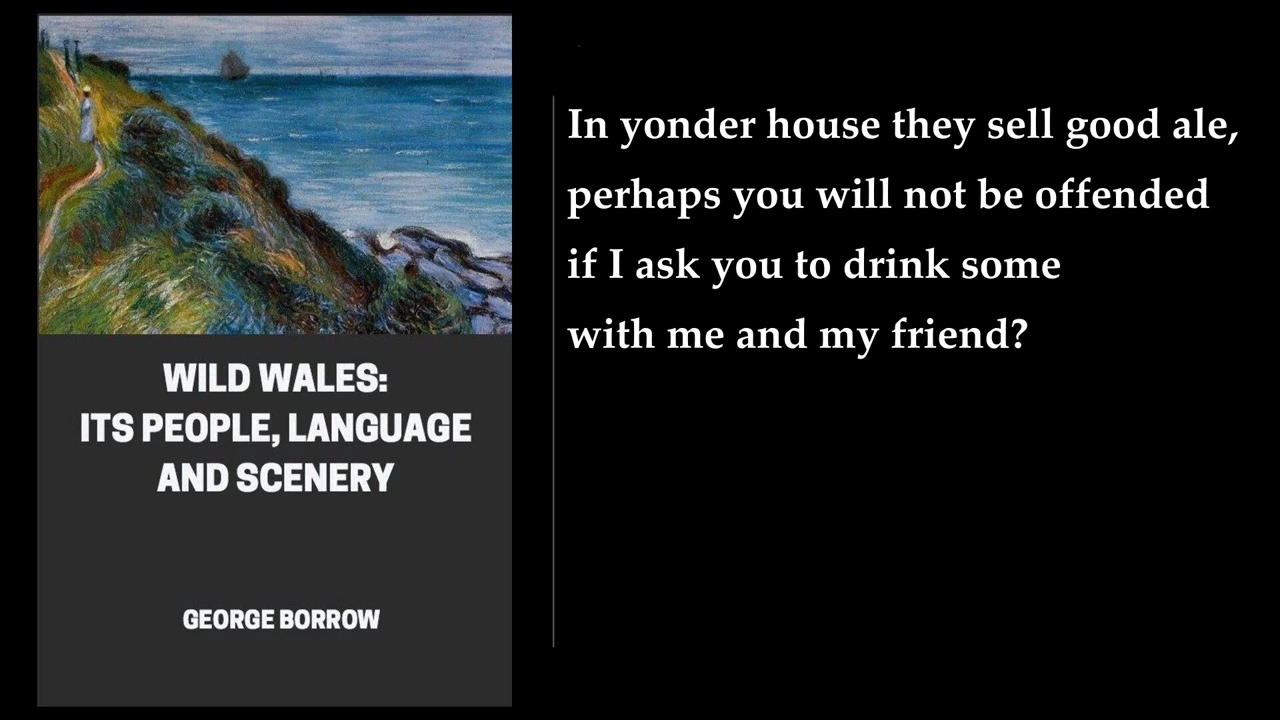 WILD WALES:
ITS PEOPLE, LANGUAGE
AND SCENERY
GEORGE BORROW
In yonder house they sell good ale,
perhaps you will not be offended
if I ask you to drink some
with me and my friend?